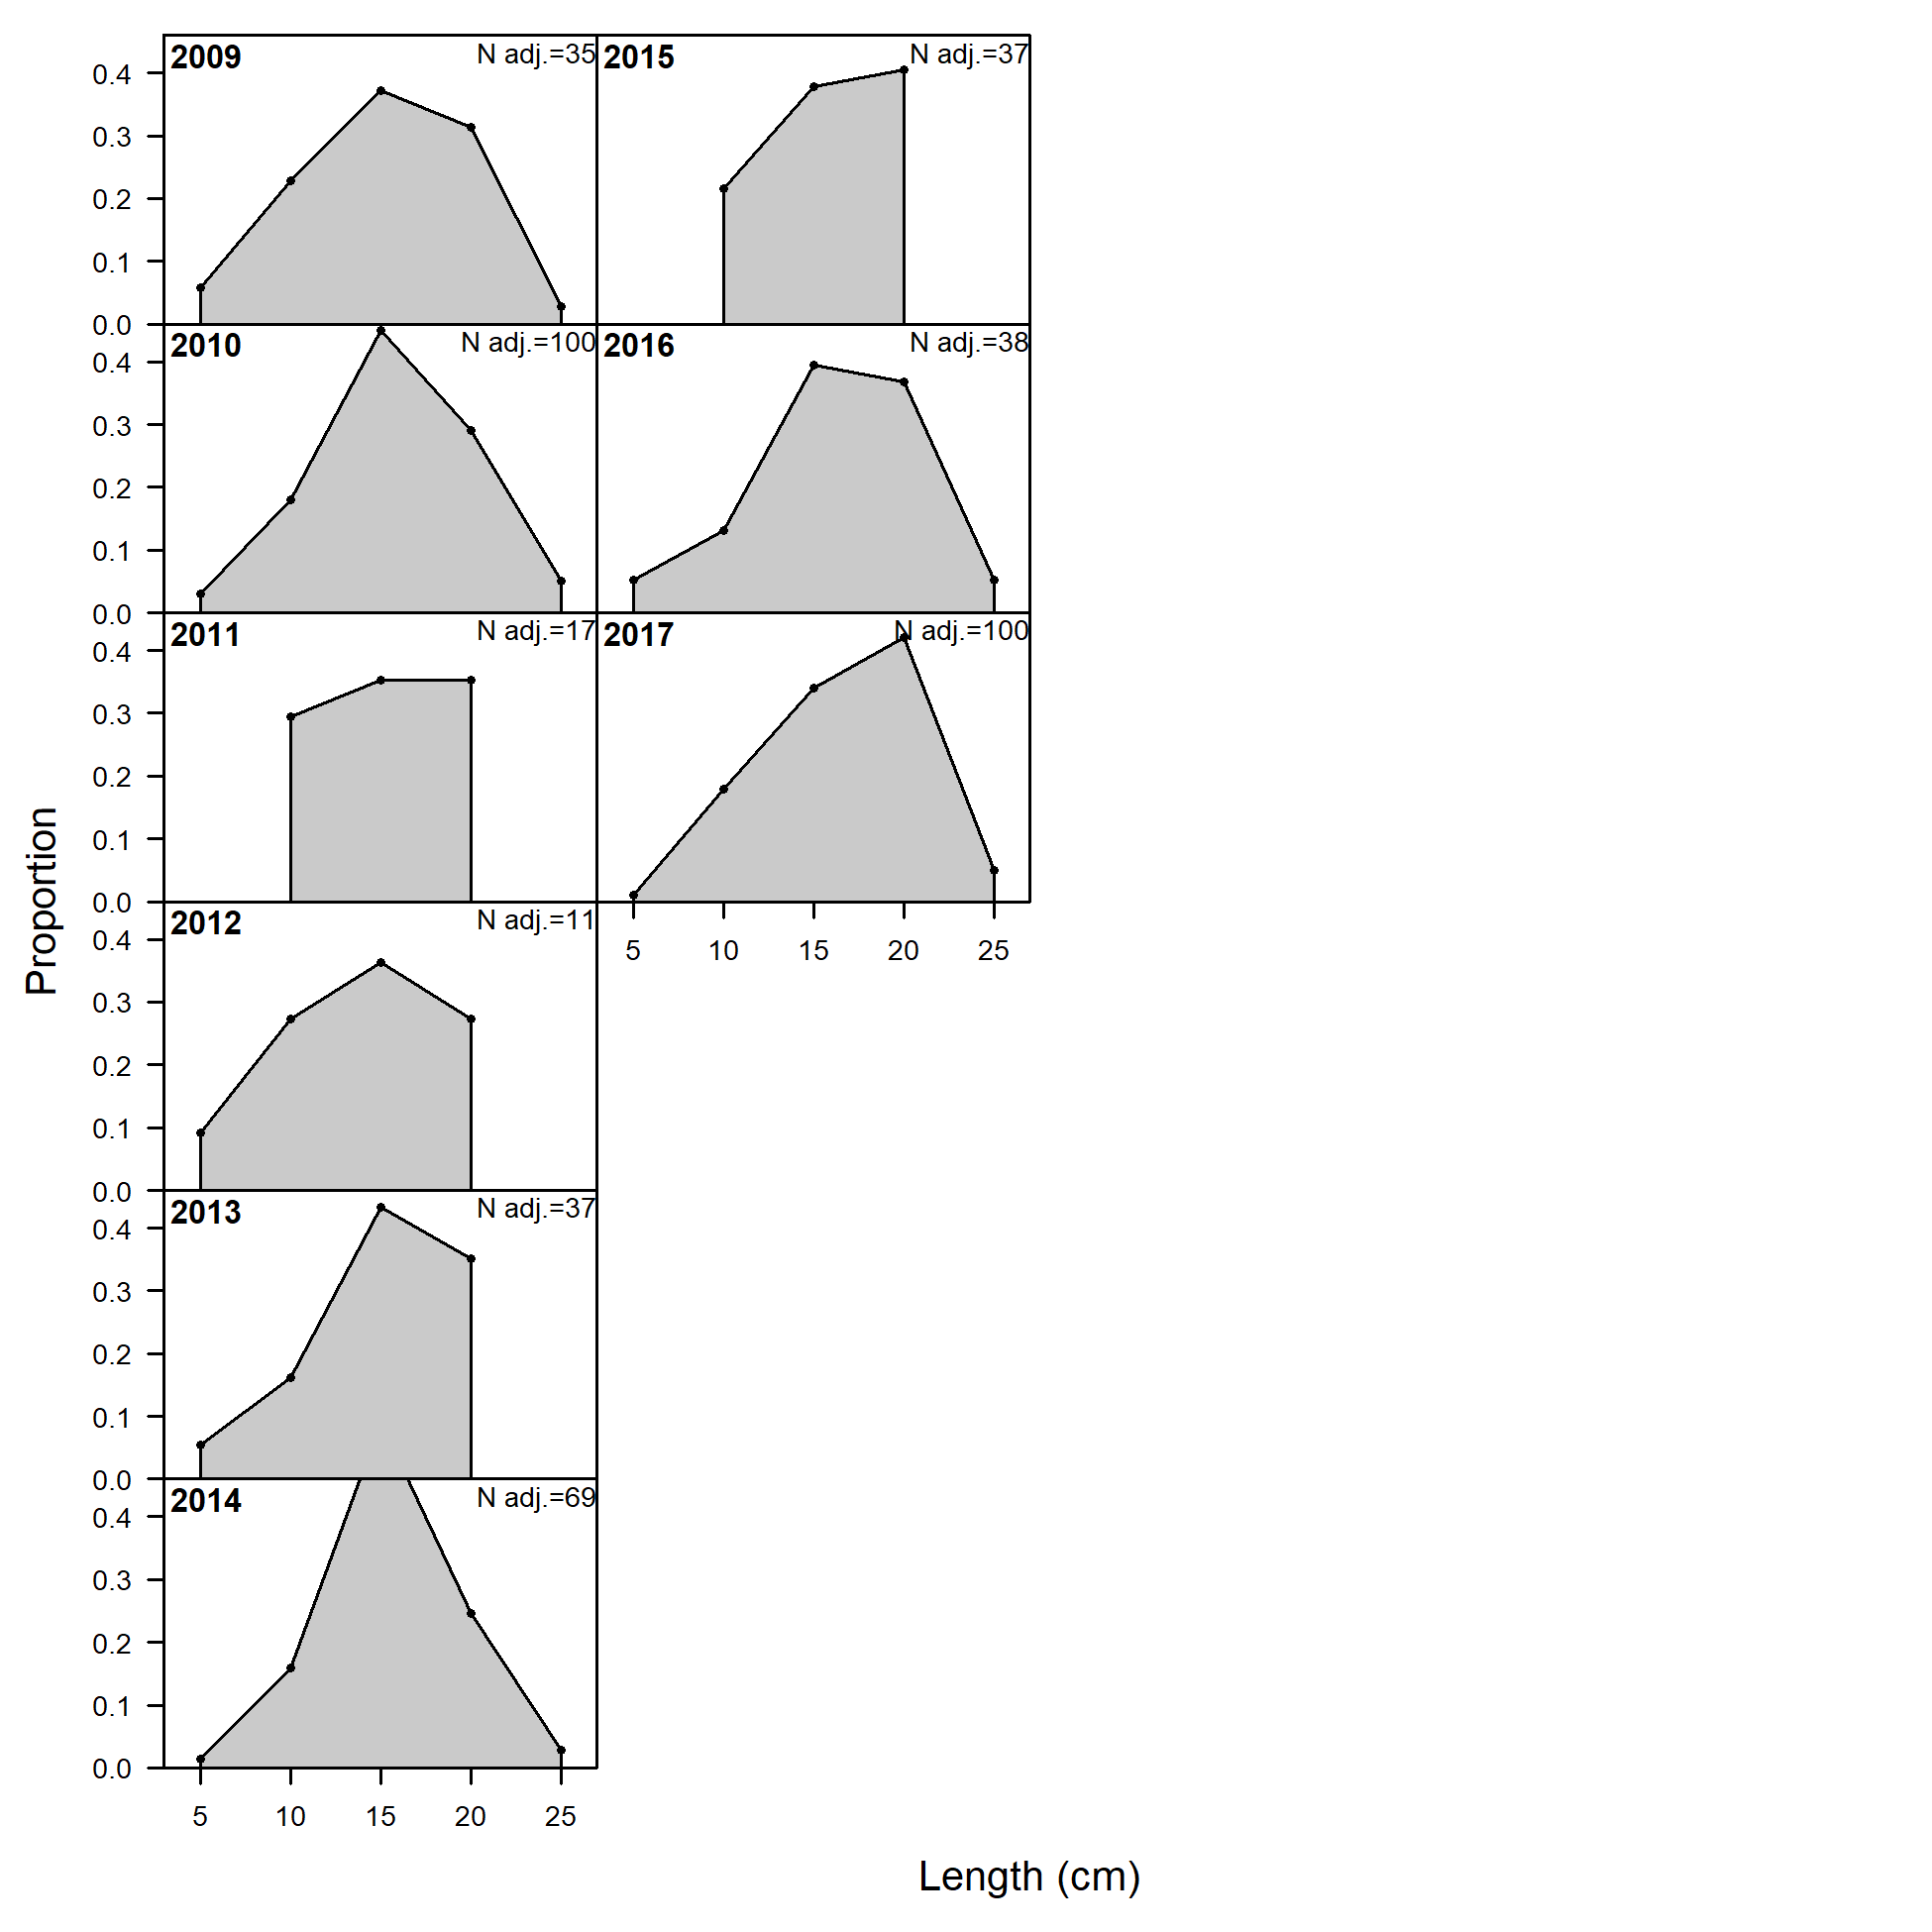 2009 N adj.=35
0.4
0.3
0.2
0.1
0.0
2010 N adj.=100
0.4
0.3
0.2
0.1
0.0
2011 N adj.=17
0.4
0.3
0.2
0.1
0.0
2012 N adj.=11
0.4
0.3
0.2
0.1
0.0
2013 N adj.=37
0.4
0.3
0.2
0.1
0.0
2014 N adj.=69
0.4
0.3
0.2
0.1
0.0
5 10 15 20 25
2015 N adj.=37
2016 N adj.=38
2017 N adj.=100
5 10 15 20 25
Proportion
Length (cm)